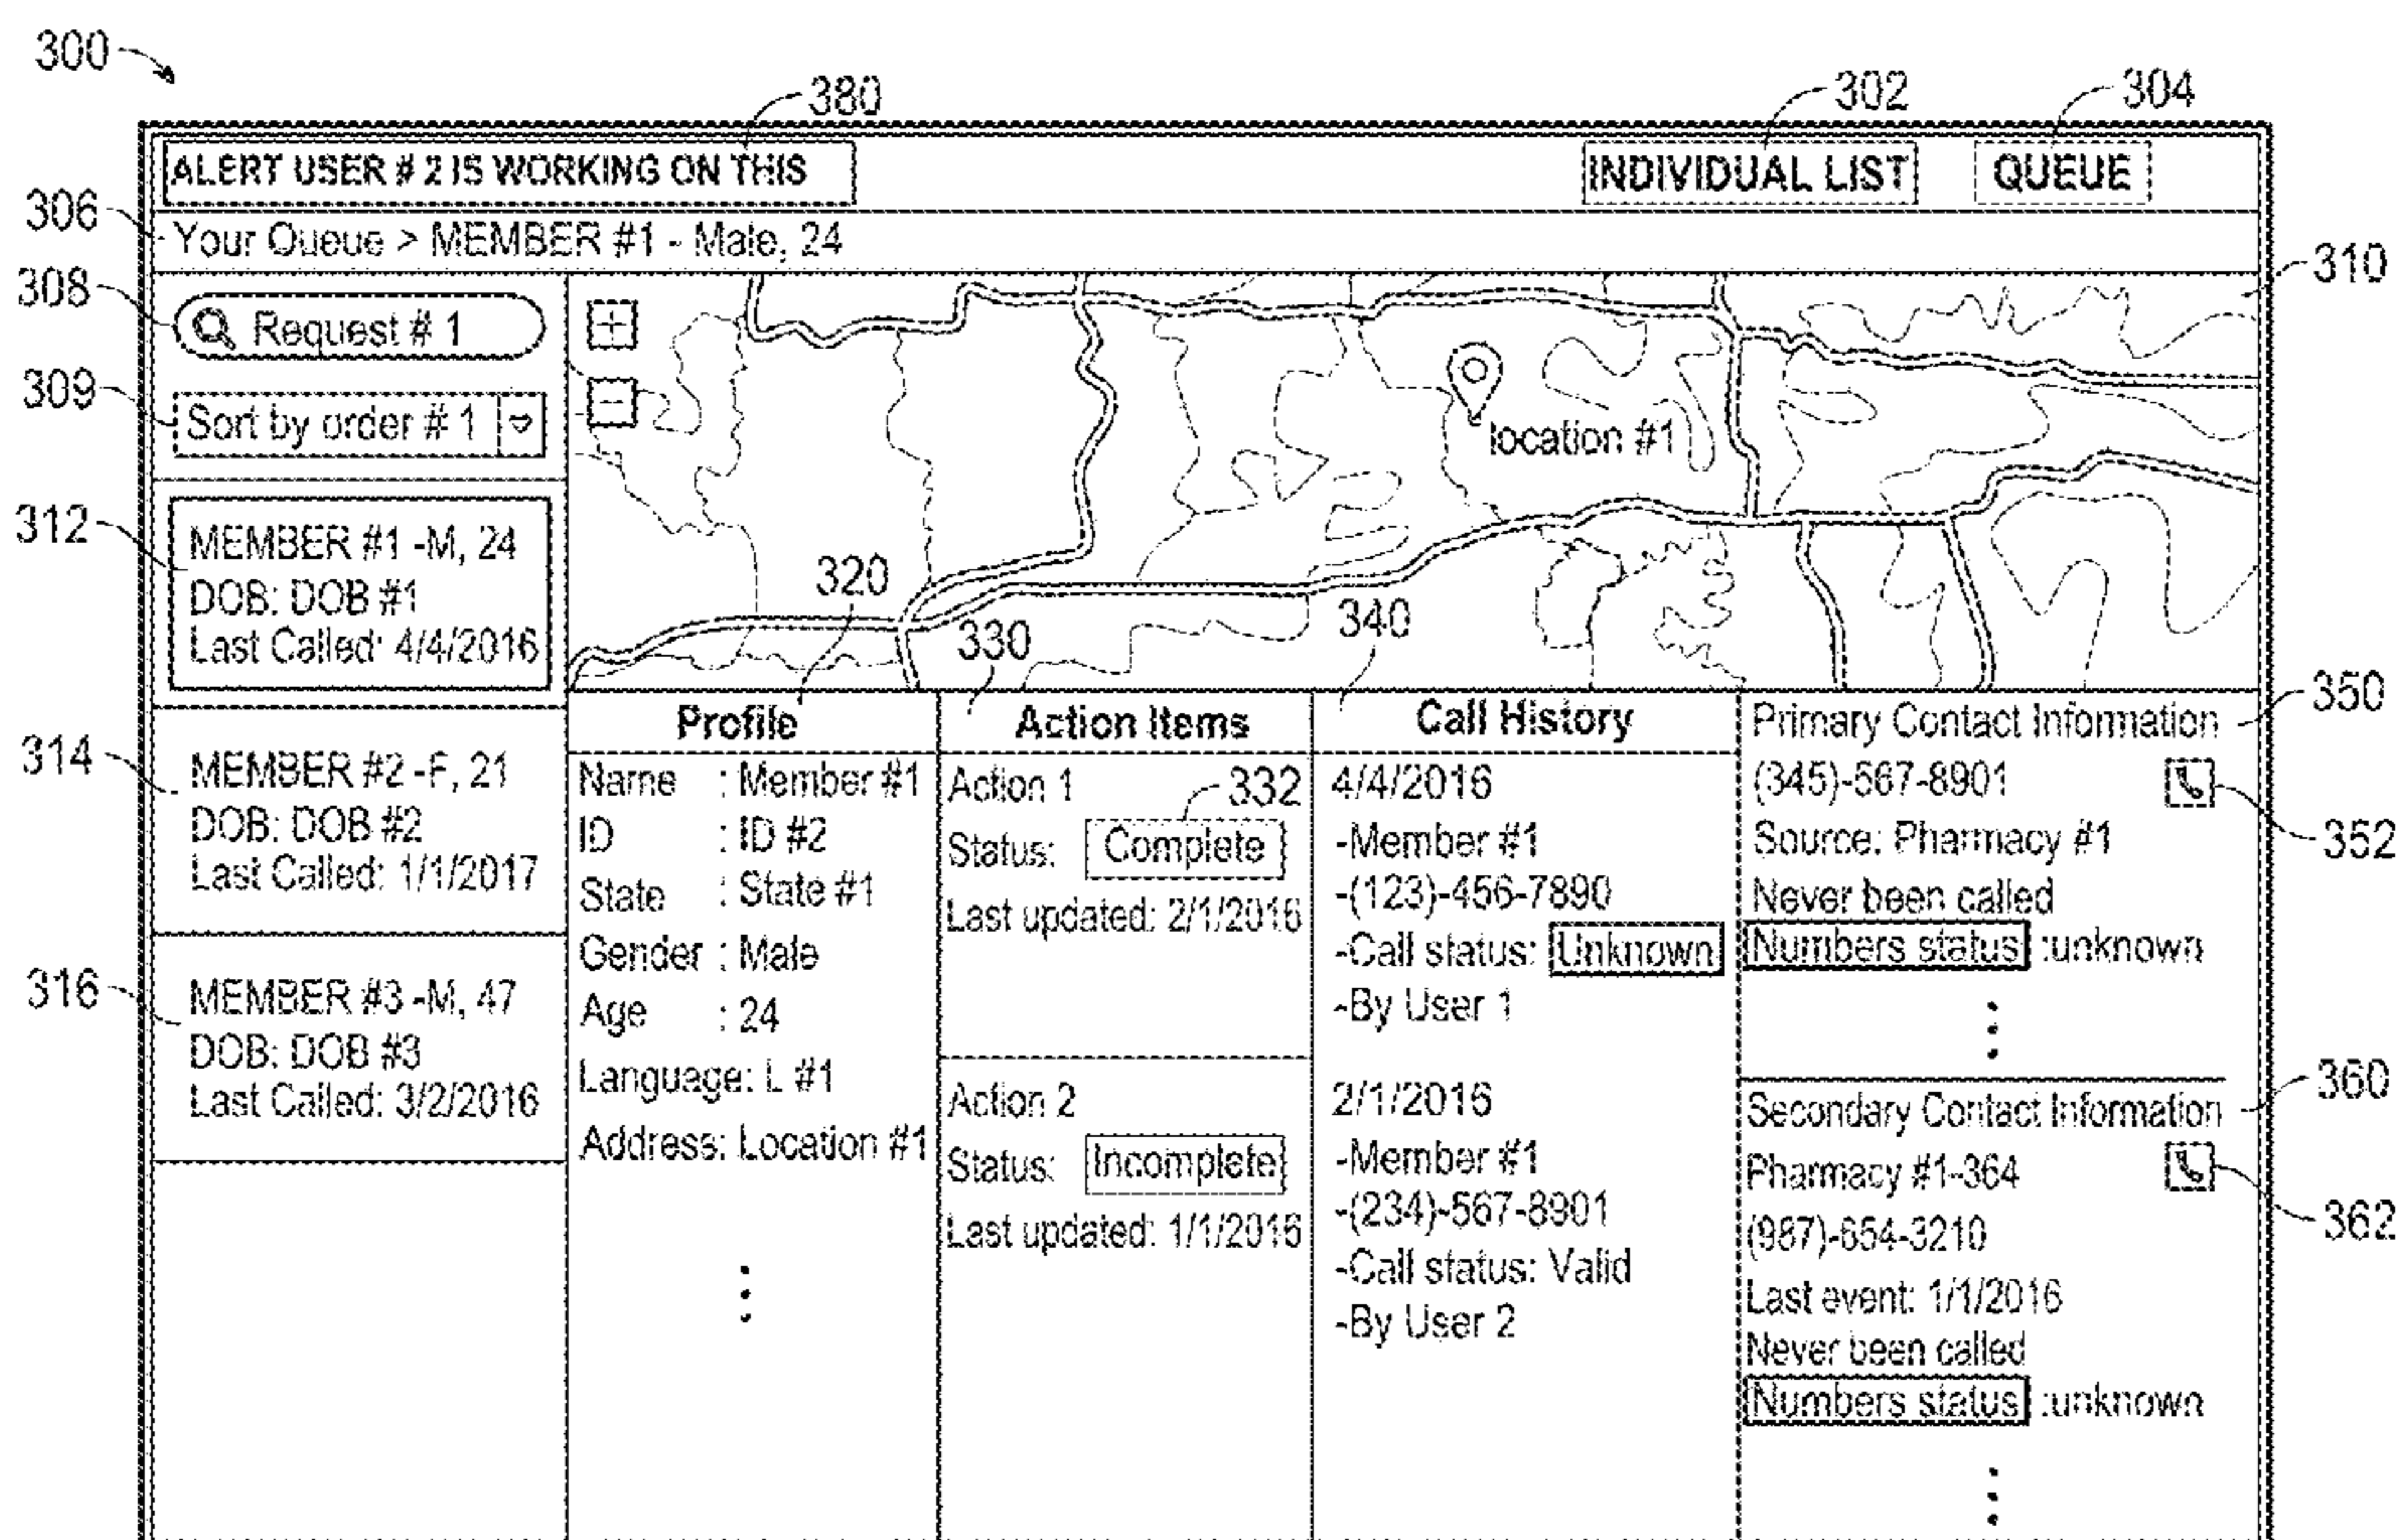 300
380
302
304
ALERT USER # 2 IS WORKING ON THIS
INDIVIDUAL LIST
QUEUE
306
Your Queue > MEMBER #1 - Male, 24
308
Request # 1
310
309
Sort by order # 1
location #1
312
MEMBER #1 -M, 24
DOB: DOB #1
Last Called: 4/4/2016
314
MEMBER #2 -F, 21
DOB: DOB #2
Last Called: 1/1/2017
316
MEMBER #3 -M, 47
DOB: DOB #3
Last Called: 3/2/2016
320
Profile
Name : Member #1
ID : ID #2
State : State #1
Gender : Male
Age : 24
Language: L #1
Address: Location #1
330
Action Items
Action 1
332
Status: Complete
Last updated: 2/1/2016
Action 2
Status: Incomplete
Last updated: 1/1/2016
340
Call History
4/4/2016
-Member #1
-(123)-456-7890
-Call status: Unknown
-By User 1
2/1/2016
-Member #1
-(234)-567-8901
-Call status: Valid
-By User 2
350
Primary Contact Information
(345)-567-8901
352
Source: Pharmacy #1
Never been called
Numbers status :unknown
360
Secondary Contact Information
Pharmacy #1-364
362
(987)-654-3210
Last event: 1/1/2016
Never been called
Numbers status :unknown